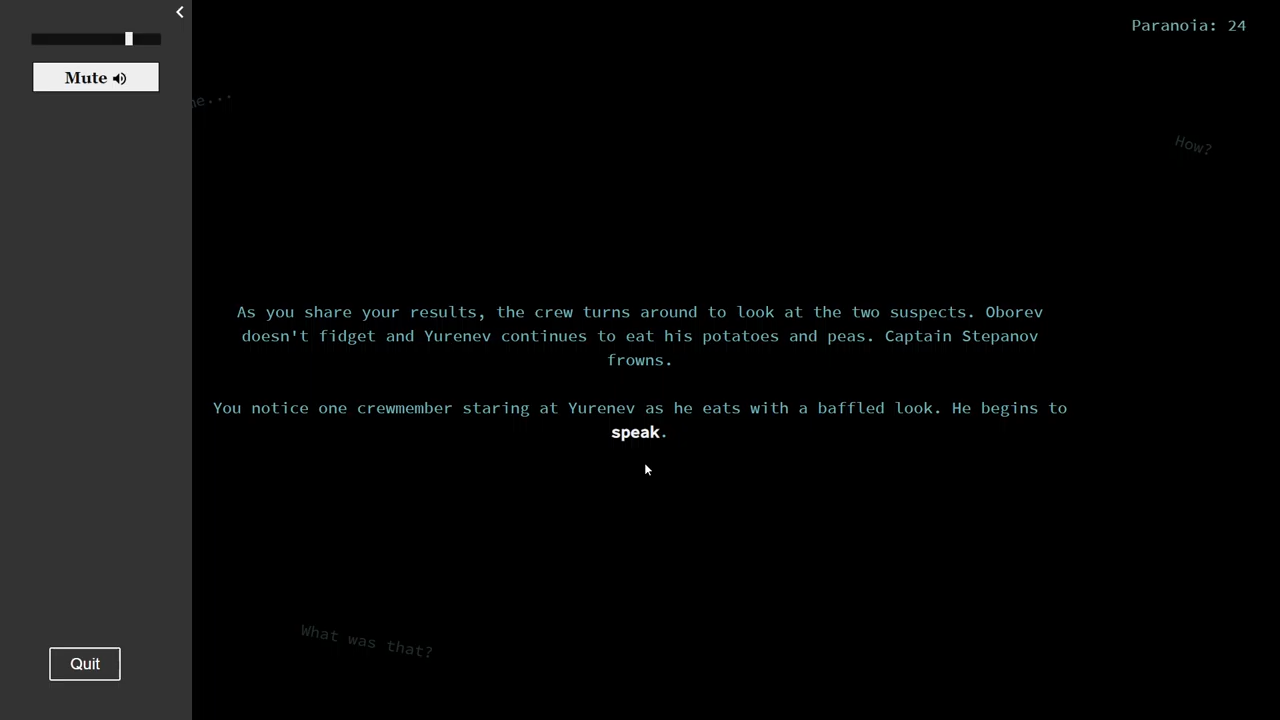 Paranoia: 24
Mute
he...
How?
As you share your results, the crew turns around to look at the two suspects. Oborev
doesn't fidget and Yurenev continues to eat his potatoes and peas. Captain Stepanov
frowns.
You notice one crewmember staring at Yurenev as he eats with a baffled look. He begins to
speak.
What was that?
Quit